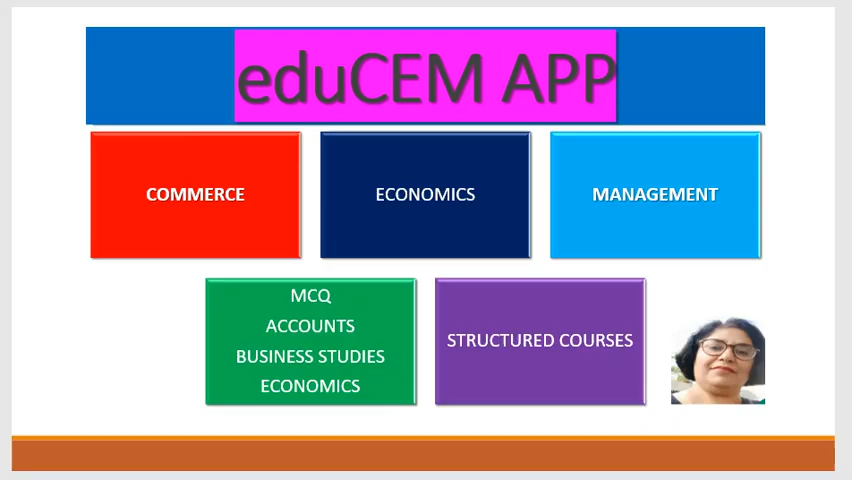 eduCEM APP
COMMERCE
ECONOMICS
MANAGEMENT
MCQ
ACCOUNTS
BUSINESS STUDIES
ECONOMICS
STRUCTURED COURSES